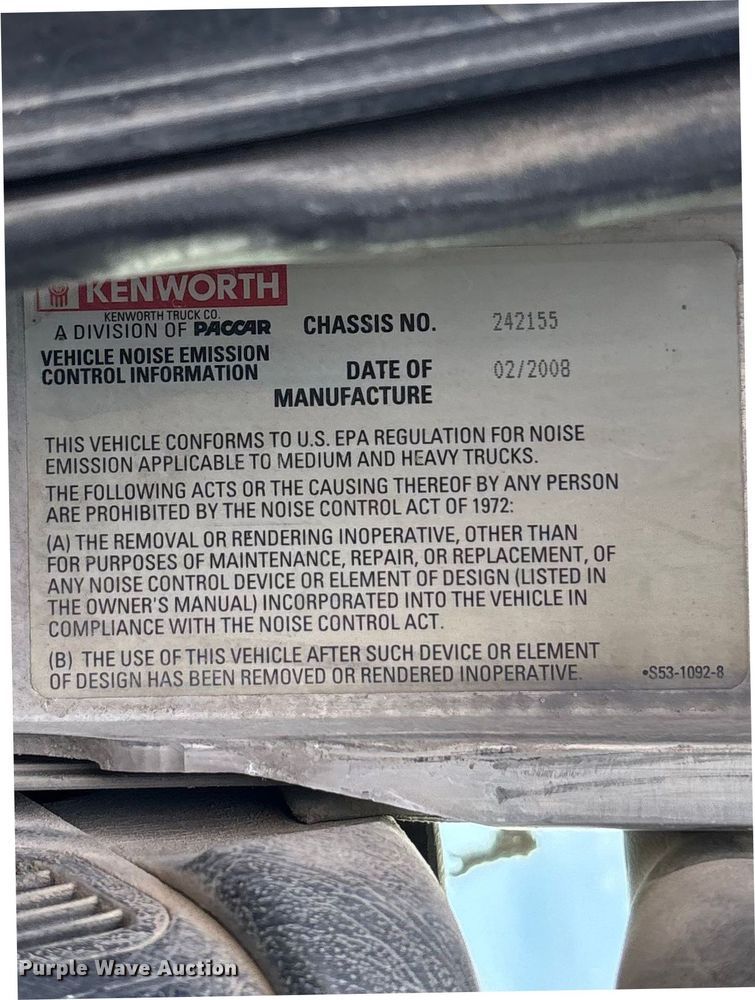 KENWORTH
KENWORTH TRUCK CO.
A DIVISION OF PACCAR
CHASSIS NO. 242155
VEHICLE NOISE EMISSION
CONTROL INFORMATION
DATE OF
MANUFACTURE
02/2008
THIS VEHICLE CONFORMS TO U.S. EPA REGULATION FOR NOISE
EMISSION APPLICABLE TO MEDIUM AND HEAVY TRUCKS.
THE FOLLOWING ACTS OR THE CAUSING THEREOF BY ANY PERSON
ARE PROHIBITED BY THE NOISE CONTROL ACT OF 1972:
(A) THE REMOVAL OR RENDERING INOPERATIVE, OTHER THAN
FOR PURPOSES OF MAINTENANCE, REPAIR, OR REPLACEMENT, OF
ANY NOISE CONTROL DEVICE OR ELEMENT OF DESIGN (LISTED IN
THE OWNER'S MANUAL) INCORPORATED INTO THE VEHICLE IN
COMPLIANCE WITH THE NOISE CONTROL ACT.
(B) THE USE OF THIS VEHICLE AFTER SUCH DEVICE OR ELEMENT
OF DESIGN HAS BEEN REMOVED OR RENDERED INOPERATIVE.
•S53-1092-8
Purple Wave Auction